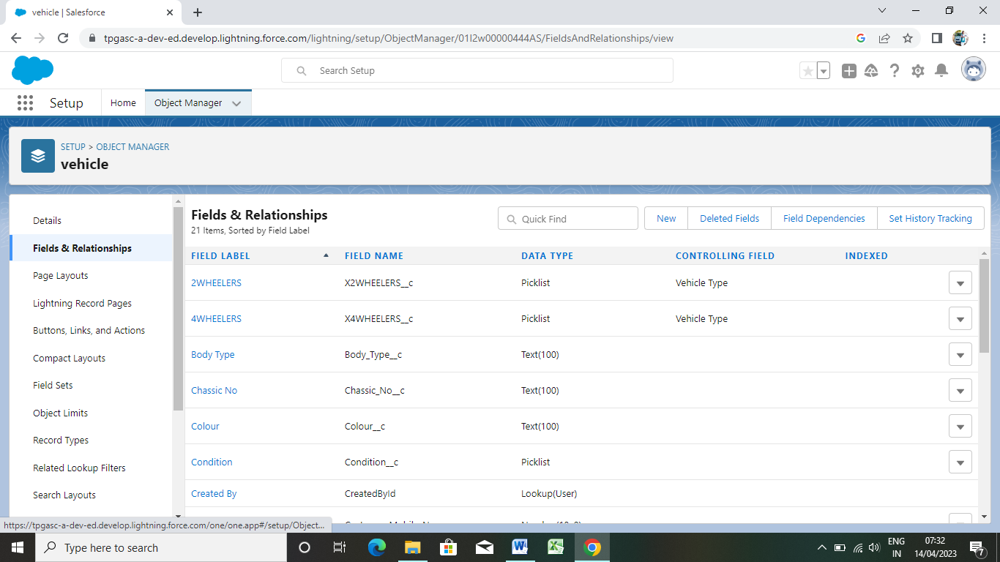 vehicle | Salesforce
tpgasc-a-dev-ed.develop.lightning.force.com/lightning/setup/ObjectManager/01I2w00000444AS/FieldsAndRelationships/view
Search Setup
Setup
Home
Object Manager
SETUP > OBJECT MANAGER
vehicle
Details
Fields & Relationships
Page Layouts
Lightning Record Pages
Buttons, Links, and Actions
Compact Layouts
Field Sets
Object Limits
Record Types
Related Lookup Filters
Search Layouts
Fields & Relationships
21 Items, Sorted by Field Label
Quick Find
New
Deleted Fields
Field Dependencies
Set History Tracking
FIELD LABEL FIELD NAME DATA TYPE CONTROLLING FIELD INDEXED
2WHEELERS X2WHEELERS__c Picklist Vehicle Type
4WHEELERS X4WHEELERS__c Picklist Vehicle Type
Body Type Body_Type__c Text(100)
Chassic No Chassic_No__c Text(100)
Colour Colour__c Text(100)
Condition Condition__c Picklist
Created By CreatedById Lookup(User)
https://tpgasc-a-dev-ed.develop.lightning.force.com/one/one.app#/setup/Object...
Type here to search
ENG
IN
07:32
14/04/2023
7